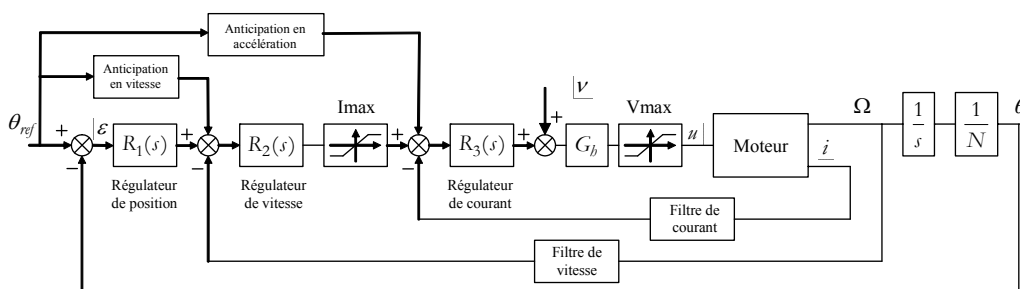 Anticipation en
accélération
Anticipation
en vitesse
Imax
ν
Vmax
Ω
θref
+
ε
R1(s)
+
R2(s)
+
R3(s)
+
+
Gh
u
Moteur
i
1
s
1
N
θ
−
−
−
Régulateur
de position
Régulateur
de vitesse
Régulateur
de courant
Filtre de
courant
Filtre de
vitesse